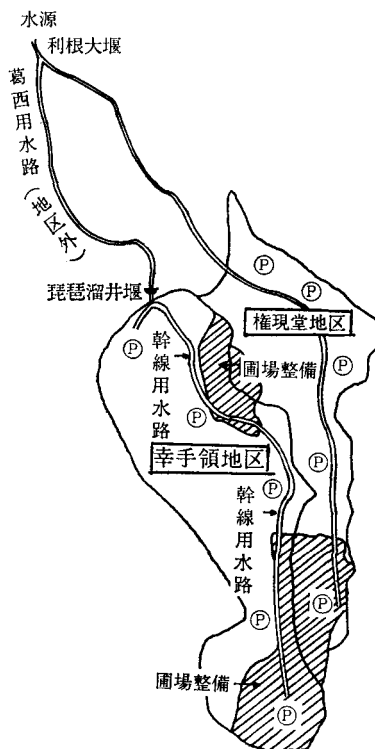 水源
利根大堰
葛西用水路(地区外)
琵琶溜井堰
権現堂地区
幹線用水路
圃場整備
幸手領地区
幹線用水路
圃場整備
Ⓟ
Ⓟ
Ⓟ
Ⓟ
Ⓟ
Ⓟ
Ⓟ
Ⓟ
Ⓟ
Ⓟ